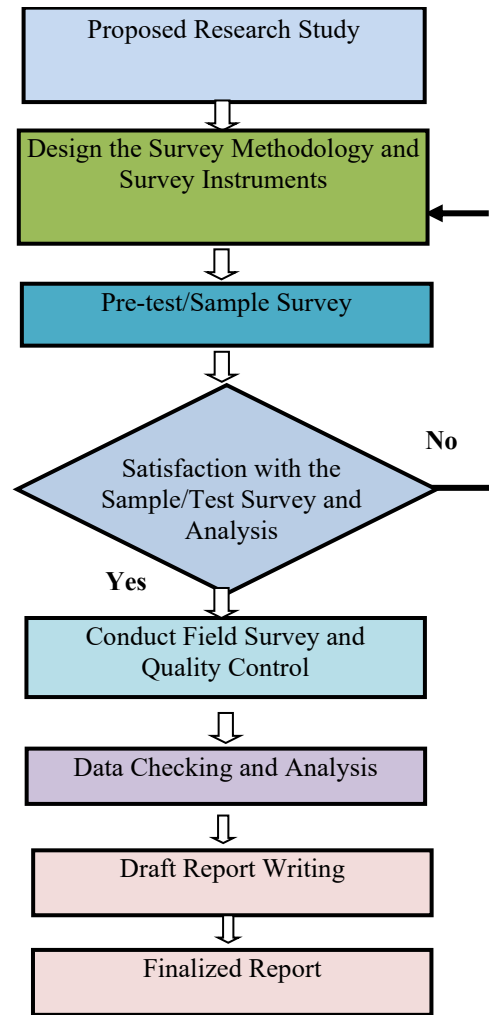 Proposed Research Study
Design the Survey Methodology and
Survey Instruments
Pre-test/Sample Survey
No
Satisfaction with the
Sample/Test Survey and
Analysis
Yes
Conduct Field Survey and
Quality Control
Data Checking and Analysis
Draft Report Writing
Finalized Report